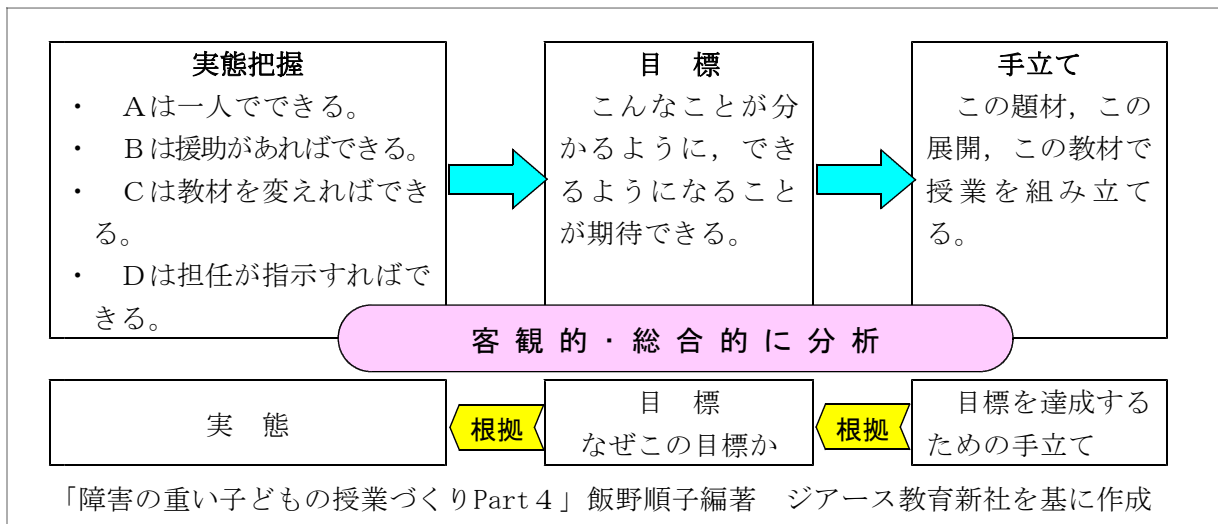 実態把握
・　Aは一人でできる。
・　Bは援助があればできる。
・　Cは教材を変えればでき
る。
・　Dは担任が指示すればで
きる。
目　標
こんなことが分
かるように，でき
るようになること
が期待できる。
手立て
この題材，この
展開，この教材で
授業を組み立て
る。
客観的・総合的に分析
実　態
根拠
目　標
なぜこの目標か
根拠
目標を達成する
ための手立て
「障害の重い子どもの授業づくりPart４」飯野順子編著　ジアース教育新社を基に作成